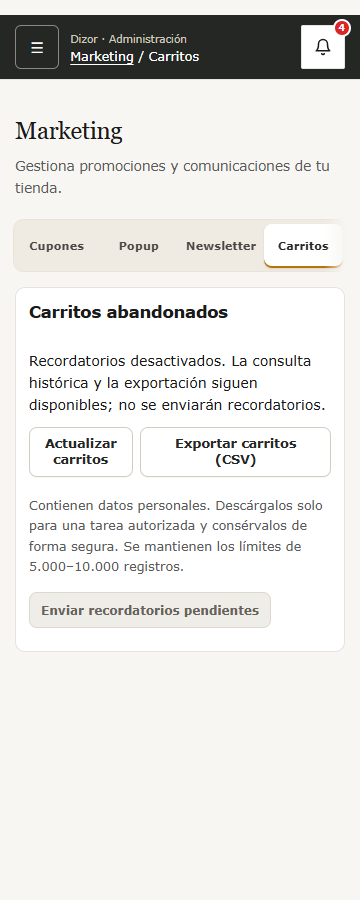 Dizor · Administración
Marketing / Carritos
4
Marketing
Gestiona promociones y comunicaciones de tu
tienda.
Cupones
Popup
Newsletter
Carritos
Carritos abandonados
Recordatorios desactivados. La consulta
histórica y la exportación siguen
disponibles; no se enviarán recordatorios.
Actualizar
carritos
Exportar carritos
(CSV)
Contienen datos personales. Descárgalos solo
para una tarea autorizada y consérvalos de
forma segura. Se mantienen los límites de
5.000–10.000 registros.
Enviar recordatorios pendientes